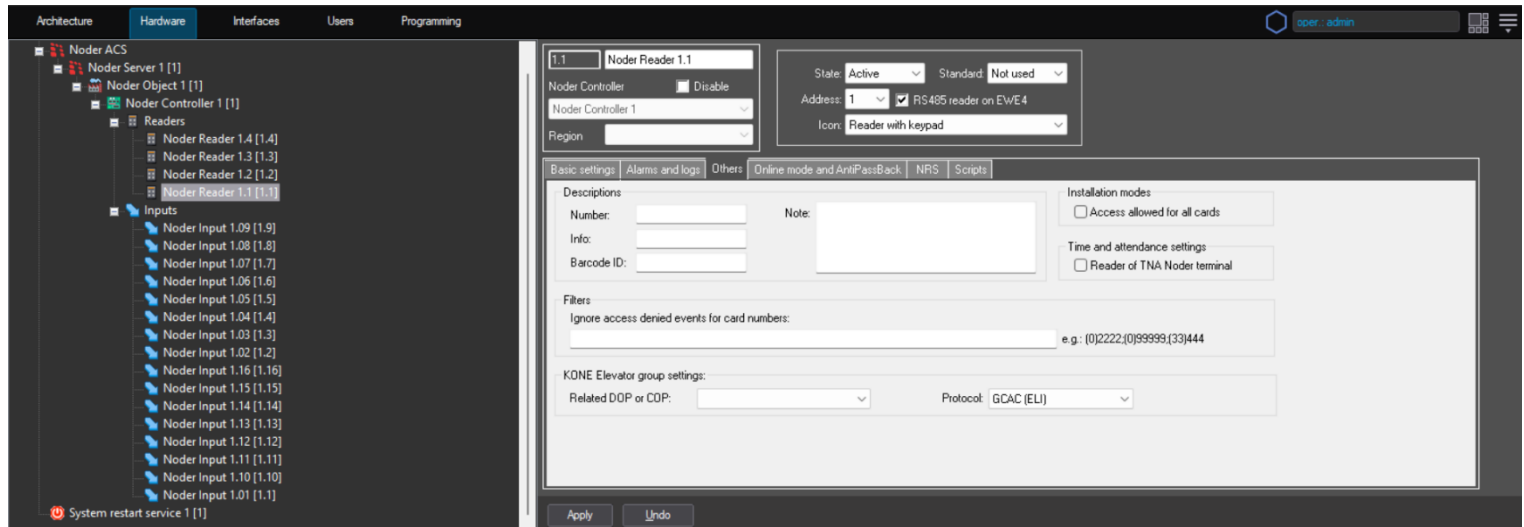 Architecture Hardware Interfaces Users Programming oper.: admin
Noder ACS
Noder Server 1 [1]
Noder Object 1 [1]
Noder Controller 1 [1]
Readers
Noder Reader 1.4 [1.4]
Noder Reader 1.3 [1.3]
Noder Reader 1.2 [1.2]
Noder Reader 1.1 [1.1]
Inputs
Noder Input 1.09 [1.9]
Noder Input 1.08 [1.8]
Noder Input 1.07 [1.7]
Noder Input 1.06 [1.6]
Noder Input 1.05 [1.5]
Noder Input 1.04 [1.4]
Noder Input 1.03 [1.3]
Noder Input 1.02 [1.2]
Noder Input 1.16 [1.16]
Noder Input 1.15 [1.15]
Noder Input 1.14 [1.14]
Noder Input 1.13 [1.13]
Noder Input 1.12 [1.12]
Noder Input 1.11 [1.11]
Noder Input 1.10 [1.10]
Noder Input 1.01 [1.1]
System restart service 1 [1]
1.1 Noder Reader 1.1
Noder Controller Disable
Noder Controller 1
Region
State: Active Standard: Not used
Address: 1 RS485 reader on EWE4
Icon: Reader with keypad
Basic settings Alarms and logs Others Online mode and AntiPassBack NRS Scripts
Descriptions
Number:
Info:
Barcode ID:
Note:
Installation modes
Access allowed for all cards
Time and attendance settings
Reader of TNA Noder terminal
Filters
Ignore access denied events for card numbers:
e.g.: (0)2222;(0)99999;(33)444
KONE Elevator group settings:
Related DOP or COP: Protocol: GCAC (ELI)
Apply Undo